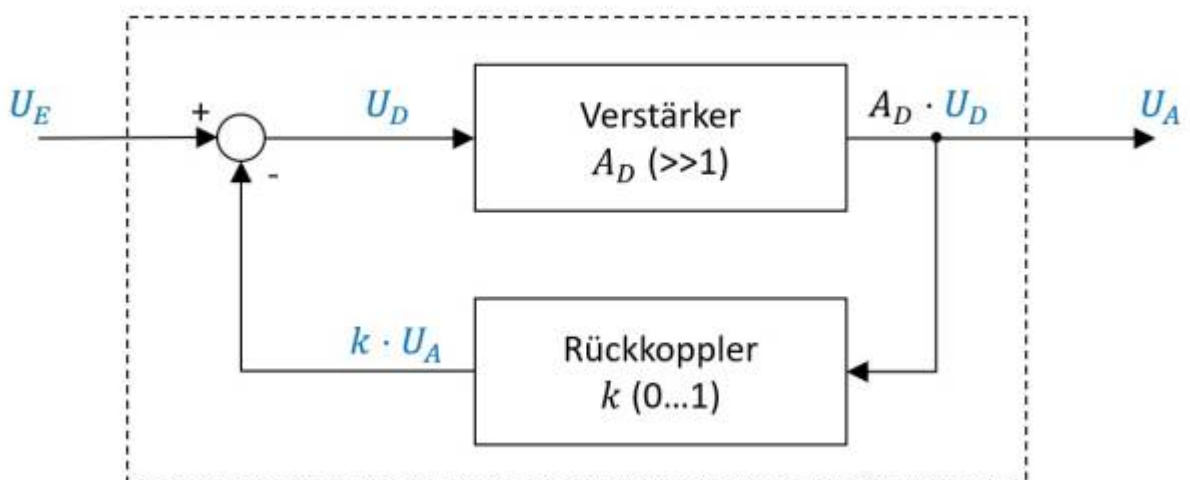 U_E
+
-
U_D
Verstärker
A_D (>>1)
A_D · U_D
U_A
k · U_A
Rückkoppler
k (0...1)